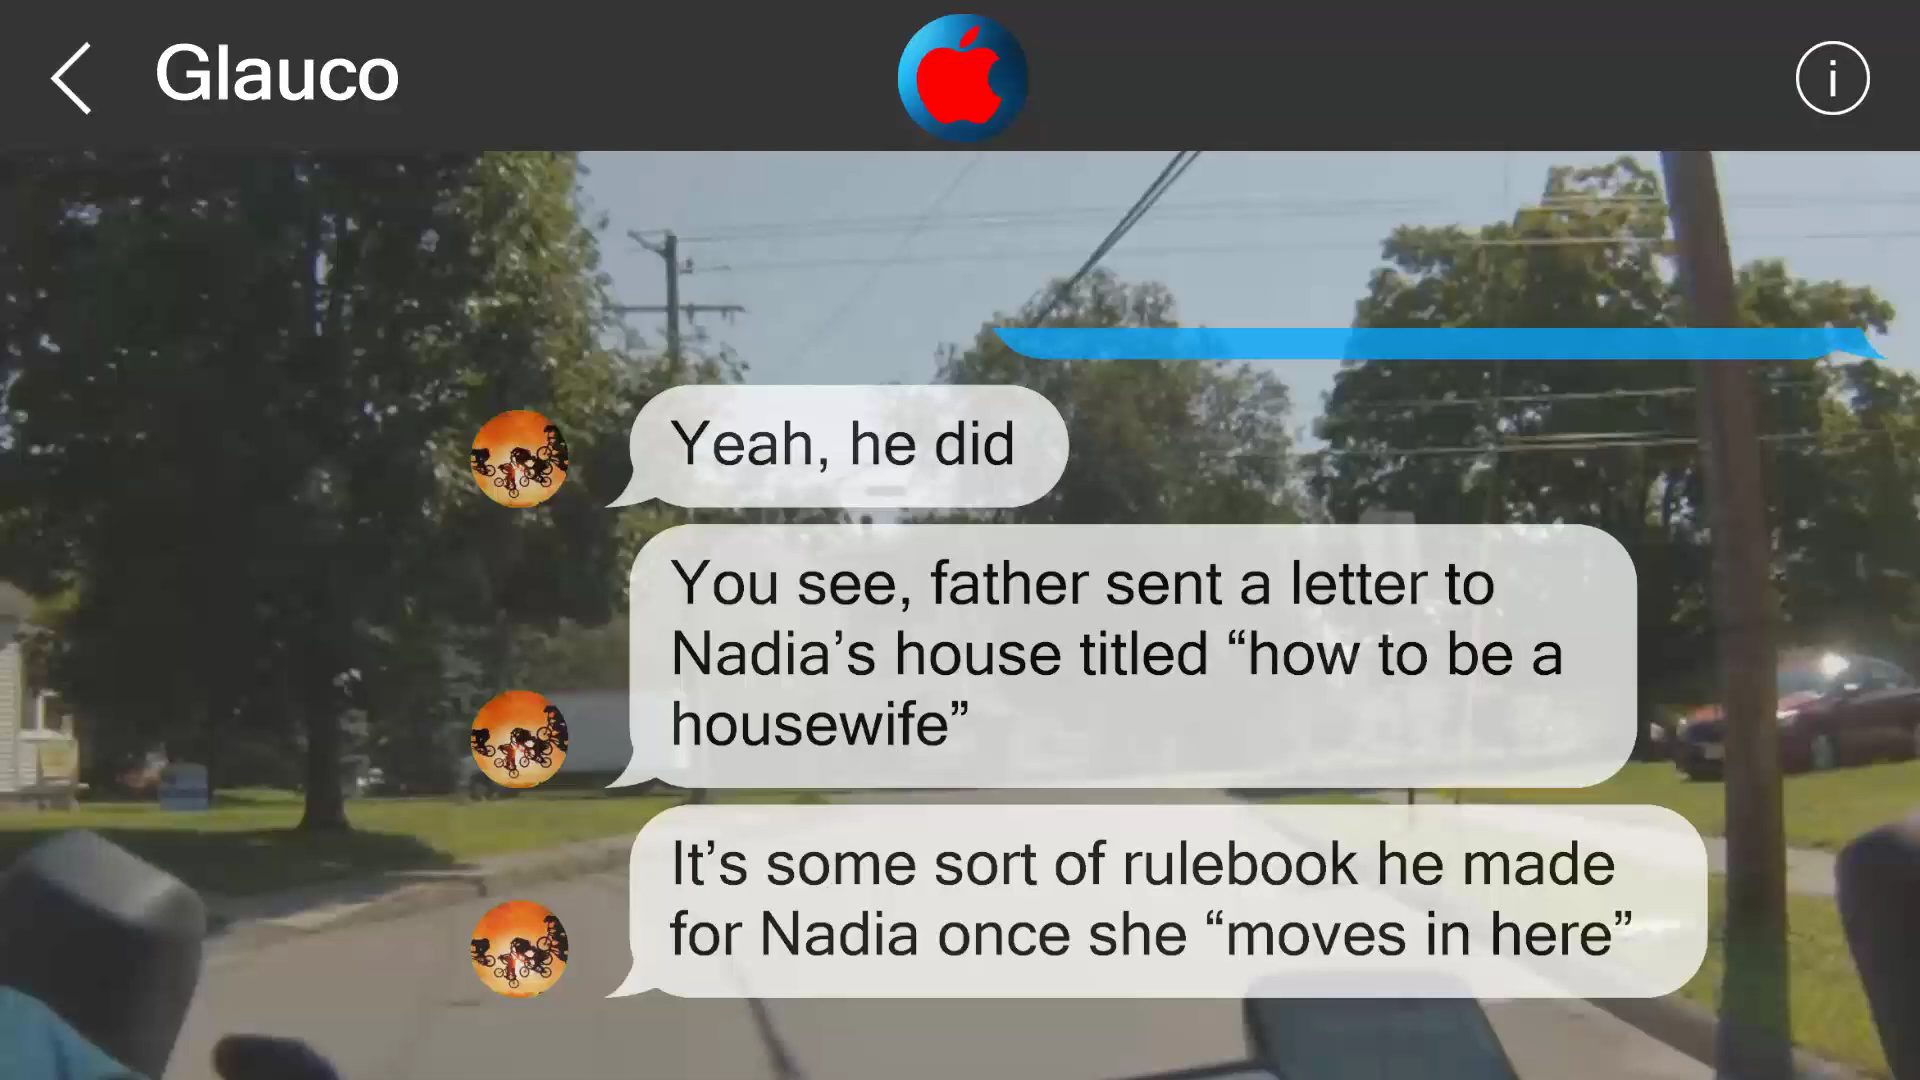 Glauco
i
Yeah, he did
You see, father sent a letter to
Nadia’s house titled “how to be a
housewife”
It’s some sort of rulebook he made
for Nadia once she “moves in here”